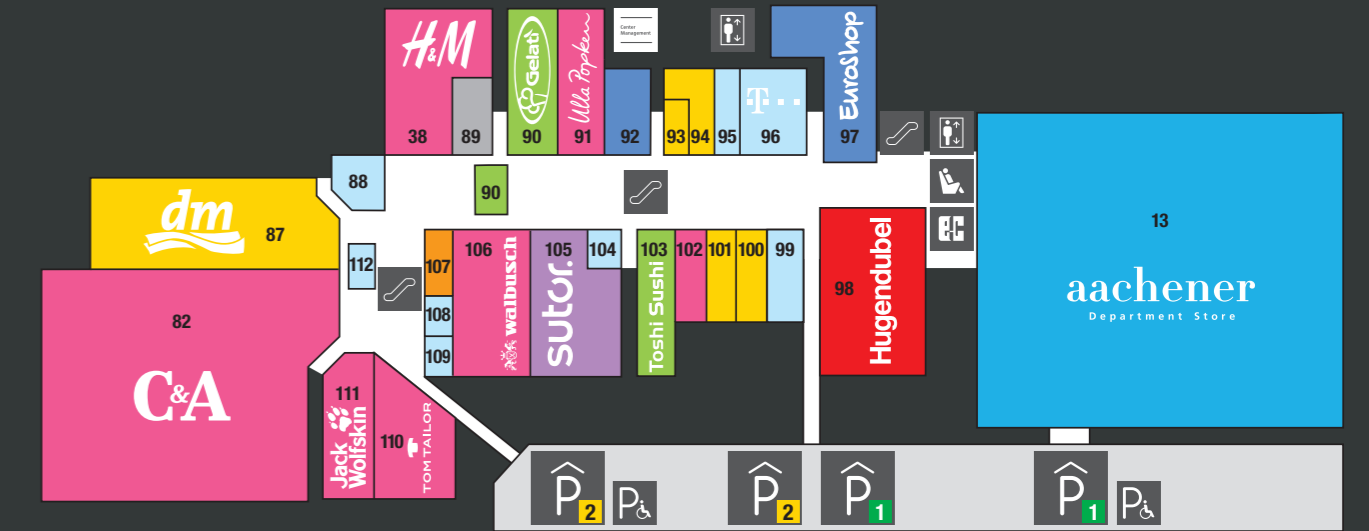 H&M
38
89
Gelati
90
Ulla Popken
91
92
Center
Management
93
94
95
T
96
EuroShop
97
88
90
dm
87
112
82
C&A
107
108
109
106
walbusch
105
sutor.
104
103
Toshi Sushi
102
101
100
99
98
Hugendubel
13
aachener
Department Store
111
Jack
Wolfskin
110
TOM TAILOR
P
2
P
P
2
P
1
P
1
P